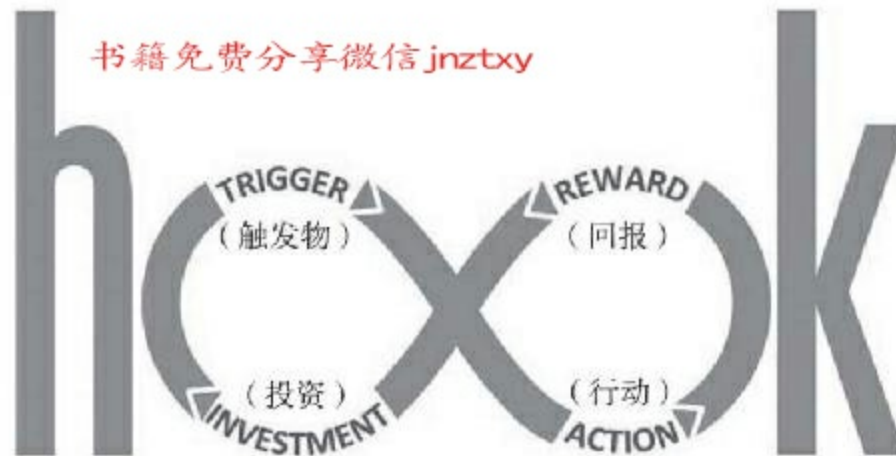 书籍免费分享微信jnztxy
hook
TRIGGER
（触发物）
REWARD
（回报）
（投资）
INVESTMENT
（行动）
ACTION